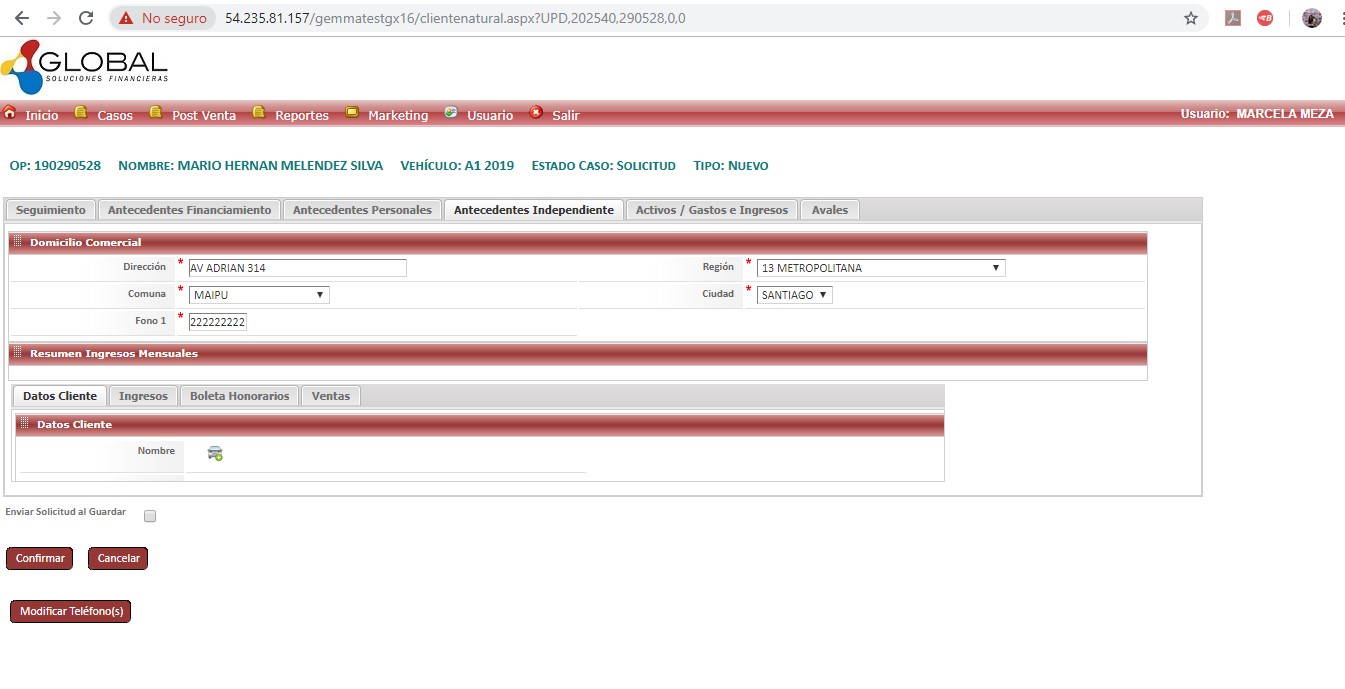 No seguro 54.235.81.157/gemmatestgx16/clientenatural.aspx?UPD,202540,290528,0,0
GLOBAL
SOLUCIONES FINANCIERAS
Inicio Casos Post Venta Reportes Marketing Usuario Salir Usuario: MARCELA MEZA
OP: 190290528 NOMBRE: MARIO HERNAN MELENDEZ SILVA VEHÍCULO: A1 2019 ESTADO CASO: SOLICITUD TIPO: NUEVO
Seguimiento Antecedentes Financiamiento Antecedentes Personales Antecedentes Independiente Activos / Gastos e Ingresos Avales
Domicilio Comercial
Dirección * AV ADRIAN 314 Región * 13 METROPOLITANA
Comuna * MAIPU Ciudad * SANTIAGO
Fono 1 * 222222222
Resumen Ingresos Mensuales
Datos Cliente Ingresos Boleta Honorarios Ventas
Datos Cliente
Nombre
Enviar Solicitud al Guardar
Confirmar Cancelar
Modificar Teléfono(s)